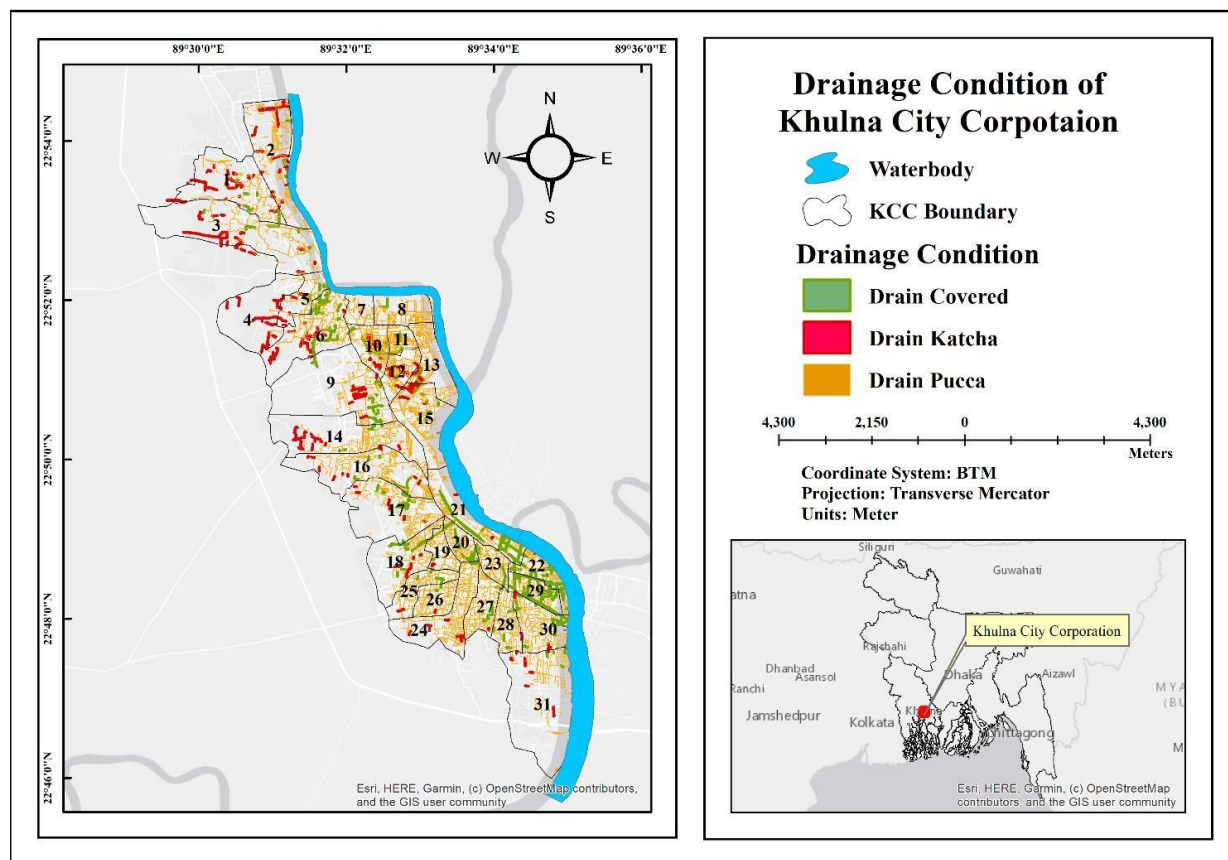 89°30'0"E 89°32'0"E 89°34'0"E 89°36'0"E
22°54'0"N
22°52'0"N
22°50'0"N
22°48'0"N
22°46'0"N
N
W E
S
2
1
3
5
7
8
4
6
10
11
12
13
9
15
14
16
17
21
20
19
18
23
22
25
26
29
27
24
28
30
31
Esri, HERE, Garmin, (c) OpenStreetMap contributors,
and the GIS user community
Drainage Condition of
Khulna City Corpotaion
Waterbody
KCC Boundary
Drainage Condition
Drain Covered
Drain Katcha
Drain Pucca
4,300 2,150 0 4,300
Meters
Coordinate System: BTM
Projection: Transverse Mercator
Units: Meter
Siliguri
Guwahati
atna
Khulna City Corporation
Rajshahi
Dhanbad
Asansol
Dhaka
Aizawl
Ranchi
MYA
(BU
Jamshedpur
Kolkata
Esri, HERE, Garmin, (c) OpenStreetMap
contributors, and the GIS user community